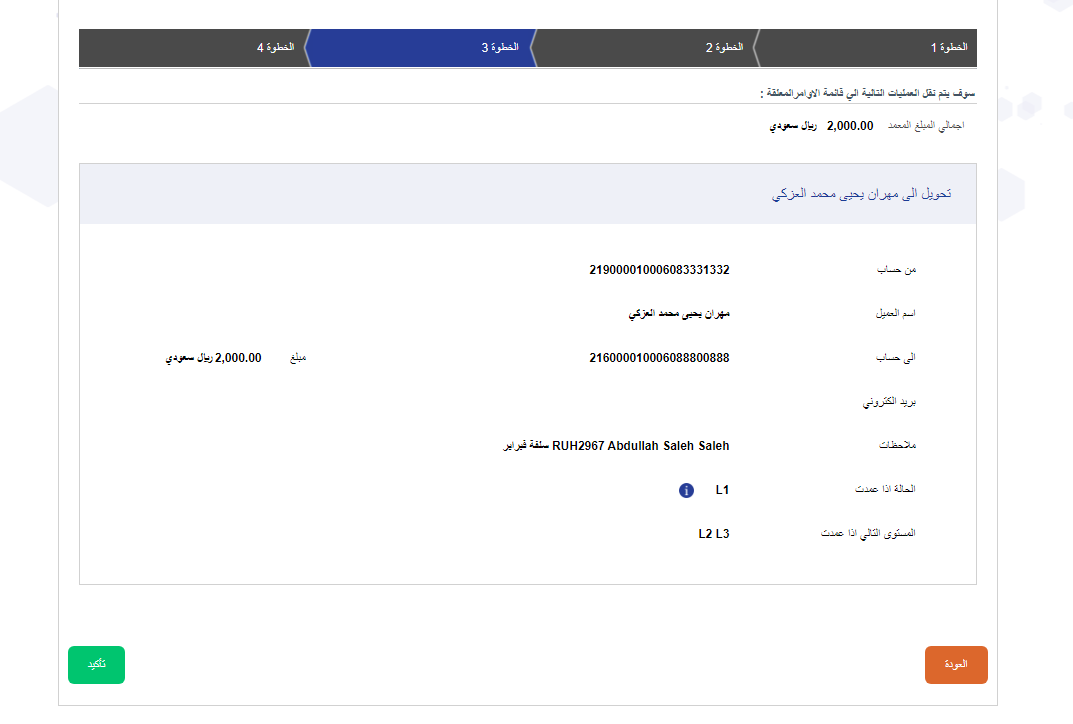 الخطوة 1 الخطوة 2 الخطوة 3 الخطوة 4
سوف يتم نقل العمليات التالية الي قائمة الاوامرالمعلقة :
اجمالي المبلغ المعمد 2,000.00 ريال سعودي
تحويل الى مهران يحيى محمد العزكي
من حساب 219000010006083331332
اسم العميل مهران يحيى محمد العزكي
الى حساب 216000010006088800888 مبلغ 2,000.00 ريال سعودي
بريد الكتروني
ملاحظات RUH2967 Abdullah Saleh Saleh سلفة فبراير
الحالة اذا عمدت L1
المستوى التالي اذا عمدت L2 L3
العودة تأكيد